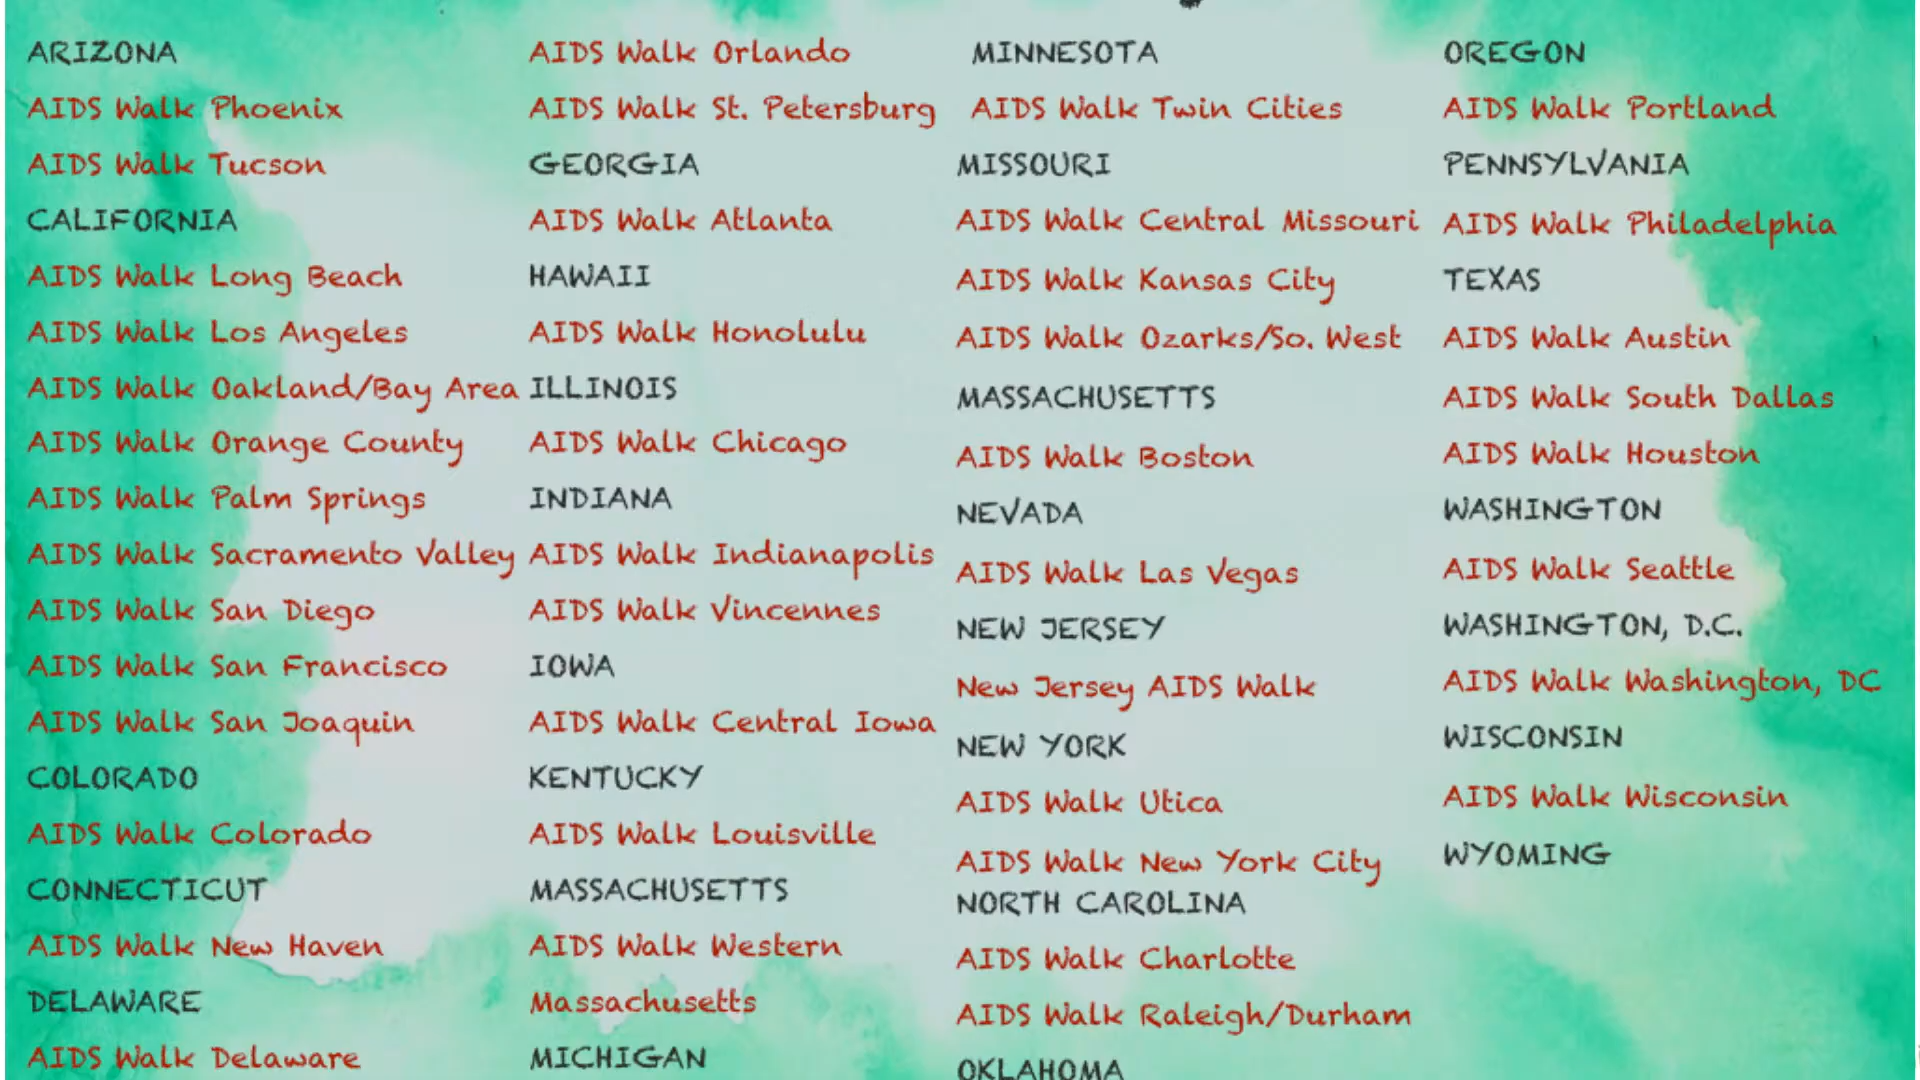 ARIZONA
AIDS Walk Phoenix
AIDS Walk Tucson
CALIFORNIA
AIDS Walk Long Beach
AIDS Walk Los Angeles
AIDS Walk Oakland/Bay Area
AIDS Walk Orange County
AIDS Walk Palm Springs
AIDS Walk Sacramento Valley
AIDS Walk San Diego
AIDS Walk San Francisco
AIDS Walk San Joaquin
COLORADO
AIDS Walk Colorado
CONNECTICUT
AIDS Walk New Haven
DELAWARE
AIDS Walk Delaware
AIDS Walk Orlando
AIDS Walk St. Petersburg
GEORGIA
AIDS Walk Atlanta
HAWAII
AIDS Walk Honolulu
ILLINOIS
AIDS Walk Chicago
INDIANA
AIDS Walk Indianapolis
AIDS Walk Vincennes
IOWA
AIDS Walk Central Iowa
KENTUCKY
AIDS Walk Louisville
MASSACHUSETTS
AIDS Walk Western
Massachusetts
MICHIGAN
MINNESOTA
AIDS Walk Twin Cities
MISSOURI
AIDS Walk Central Missouri
AIDS Walk Kansas City
AIDS Walk Ozarks/So. West
MASSACHUSETTS
AIDS Walk Boston
NEVADA
AIDS Walk Las Vegas
NEW JERSEY
New Jersey AIDS Walk
NEW YORK
AIDS Walk Utica
AIDS Walk New York City
NORTH CAROLINA
AIDS Walk Charlotte
AIDS Walk Raleigh/Durham
OKLAHOMA
OREGON
AIDS Walk Portland
PENNSYLVANIA
AIDS Walk Philadelphia
TEXAS
AIDS Walk Austin
AIDS Walk South Dallas
AIDS Walk Houston
WASHINGTON
AIDS Walk Seattle
WASHINGTON, D.C.
AIDS Walk Washington, DC
WISCONSIN
AIDS Walk Wisconsin
WYOMING